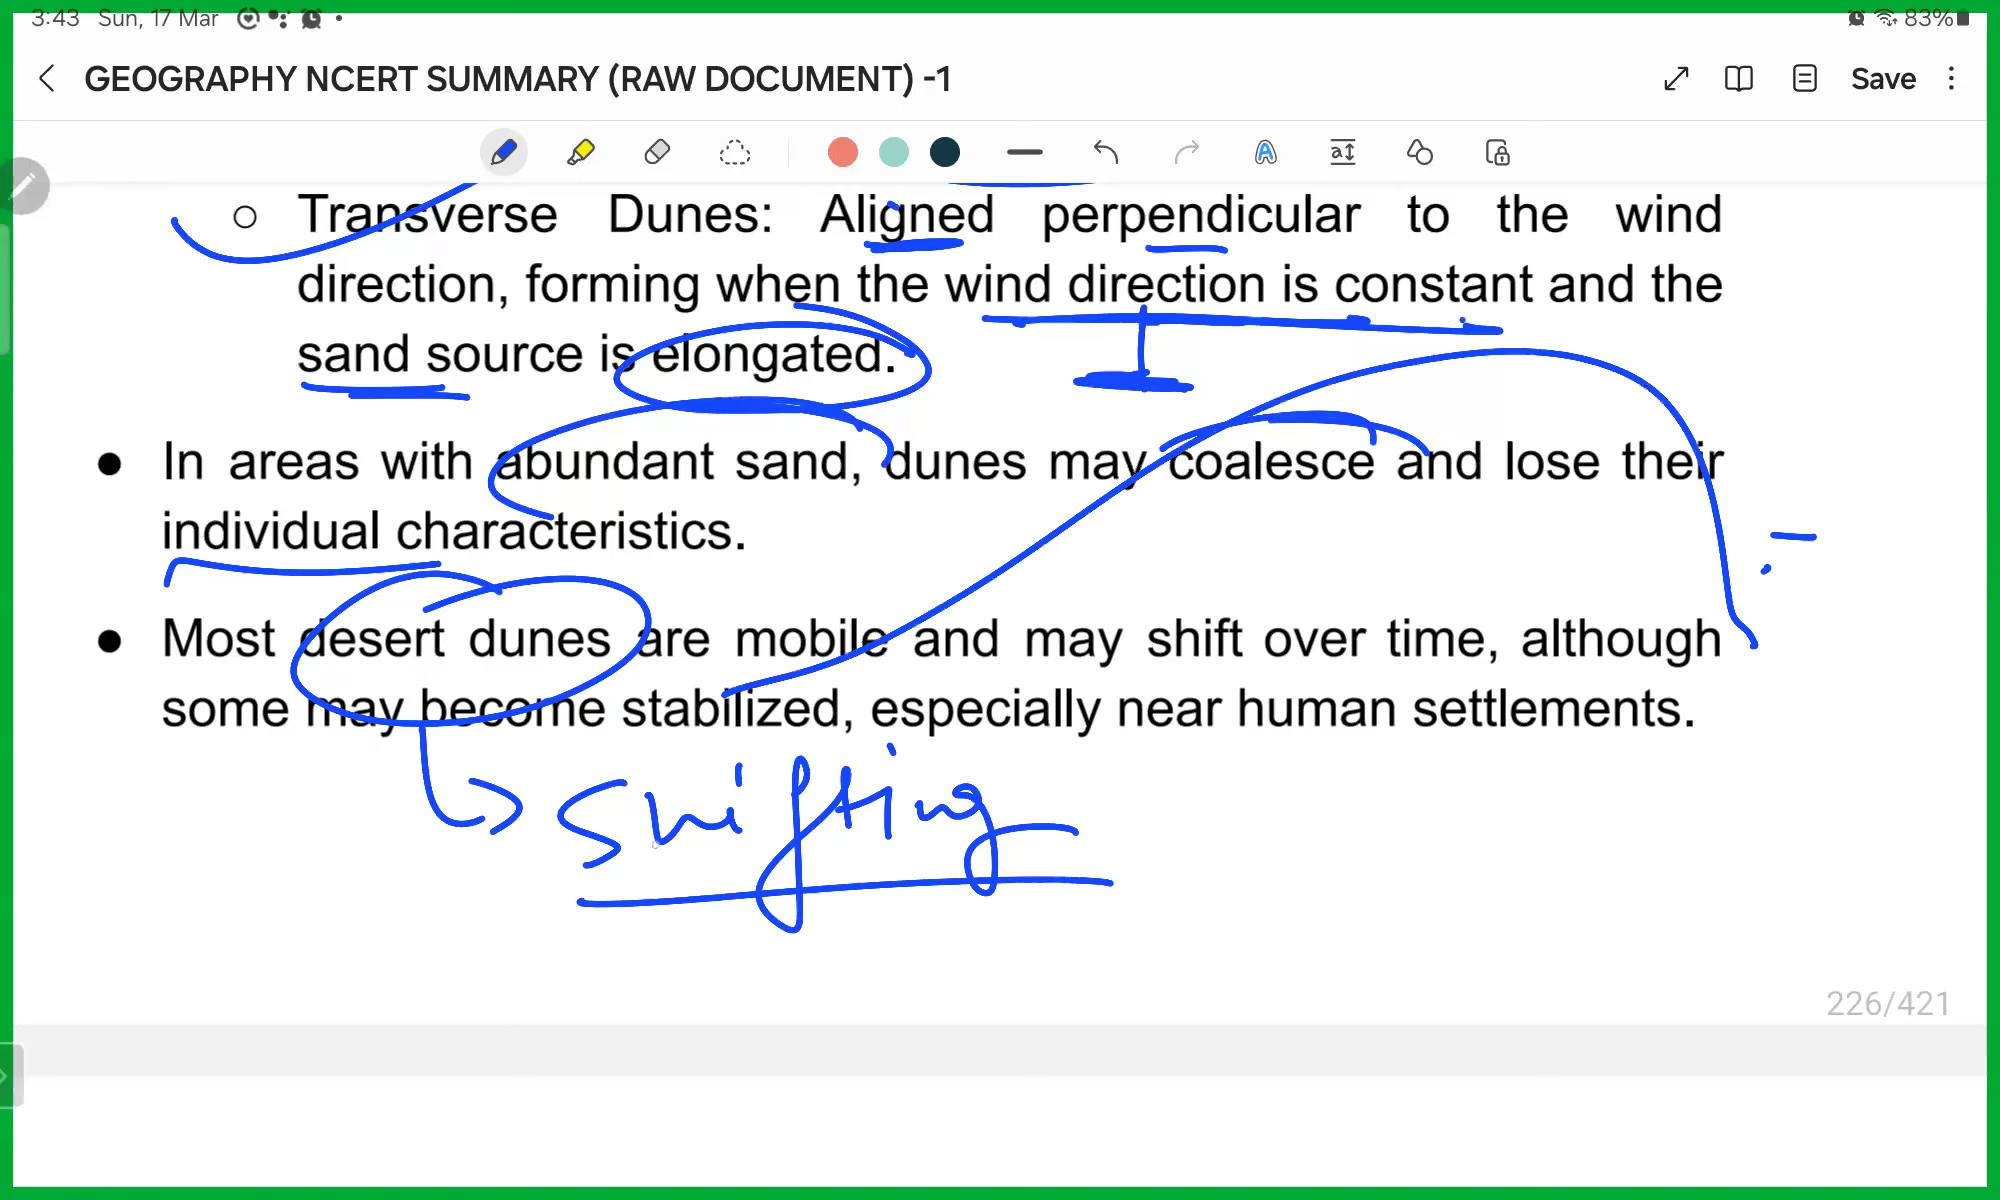 3:43 Sun, 17 Mar 83%
GEOGRAPHY NCERT SUMMARY (RAW DOCUMENT) -1 Save
Transverse Dunes: Aligned perpendicular to the wind
direction, forming when the wind direction is constant and the
sand source is elongated.
In areas with abundant sand, dunes may coalesce and lose their
individual characteristics.
Most desert dunes are mobile and may shift over time, although
some may become stabilized, especially near human settlements.
Shifting
226/421